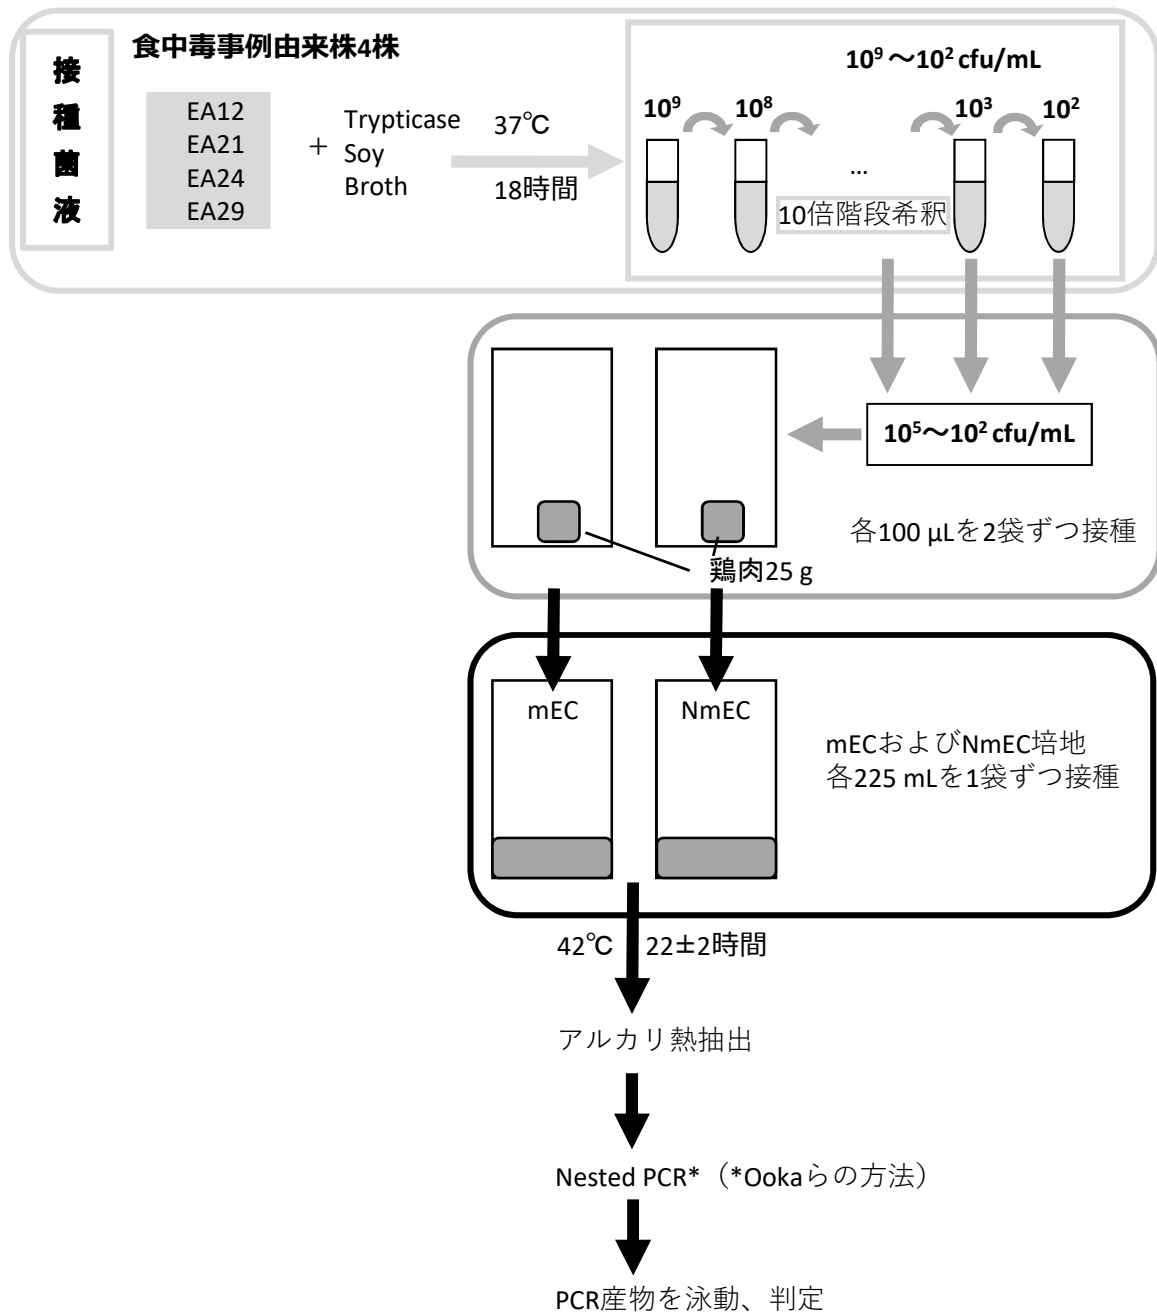 接種菌液
食中毒事例由来株4株
EA12
EA21
EA24
EA29
+
Trypticase
Soy
Broth
37℃
18時間
10⁹～10² cfu/mL
10⁹
10⁸
10³
10²
…
10倍階段希釈
10⁵～10² cfu/mL
各100 µLを2袋ずつ接種
鶏肉25 g
mEC
NmEC
mECおよびNmEC培地
各225 mLを1袋ずつ接種
42℃
22±2時間
アルカリ熱抽出
Nested PCR*（*Ookaらの方法）
PCR産物を泳動、判定